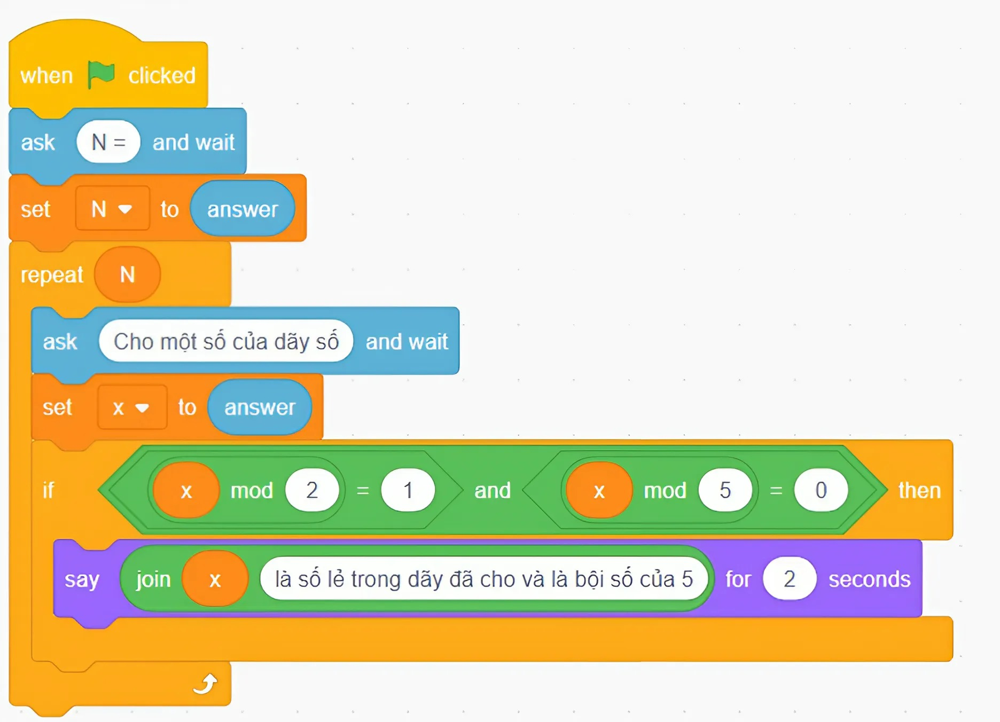 when clicked
ask N = and wait
set N to answer
repeat N
ask Cho một số của dãy số and wait
set x to answer
if x mod 2 = 1 and x mod 5 = 0 then
say join x là số lẻ trong dãy đã cho và là bội số của 5 for 2 seconds